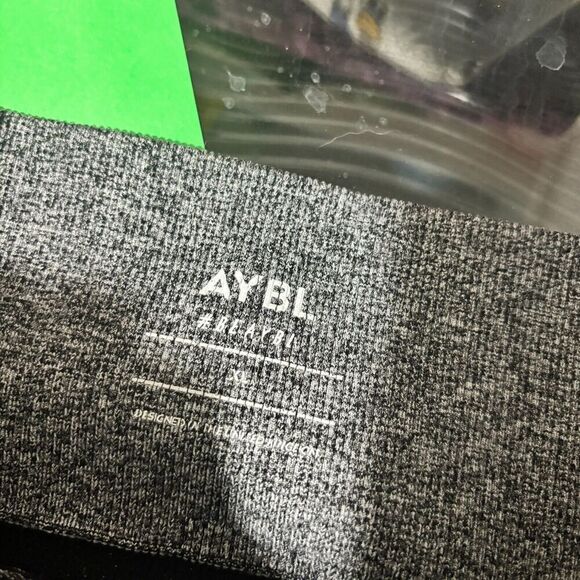 AYBL
#BEAYBL
XL
DESIGNED IN THE UNITED KINGDOM